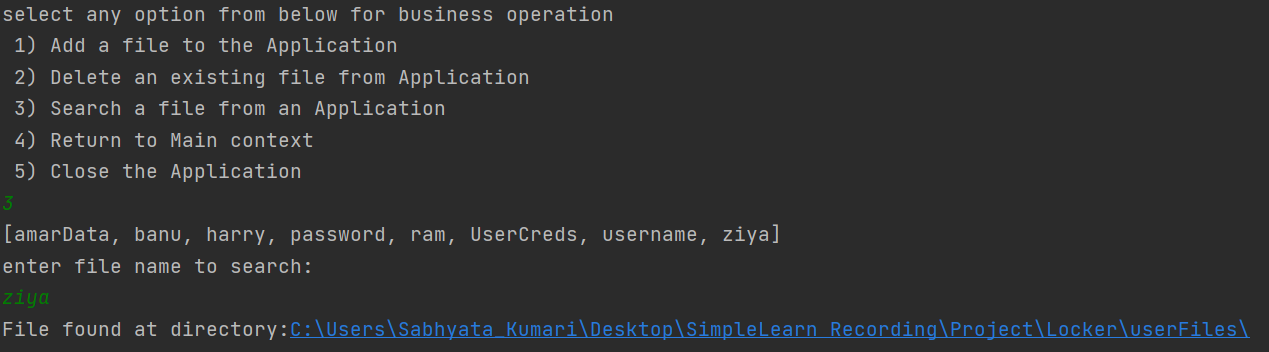 select any option from below for business operation
1) Add a file to the Application
2) Delete an existing file from Application
3) Search a file from an Application
4) Return to Main context
5) Close the Application
3
[amarData, banu, harry, password, ram, UserCreds, username, ziya]
enter file name to search:
ziya
File found at directory:C:\Users\Sabhyata_Kumari\Desktop\SimpleLearn Recording\Project\Locker\userFiles\